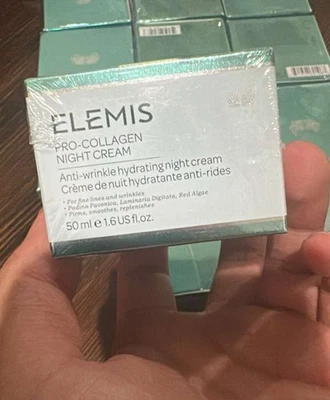 ELEMIS
PRO-COLLAGEN
NIGHT CREAM
Anti-wrinkle hydrating night cream
Crème de nuit hydratante anti-rides
• For fine lines and wrinkles
• Padina Pavonica, Laminaria Digitata, Red Algae
• Firms, smoothes, replenishes
50 ml e 1.6 US fl.oz.